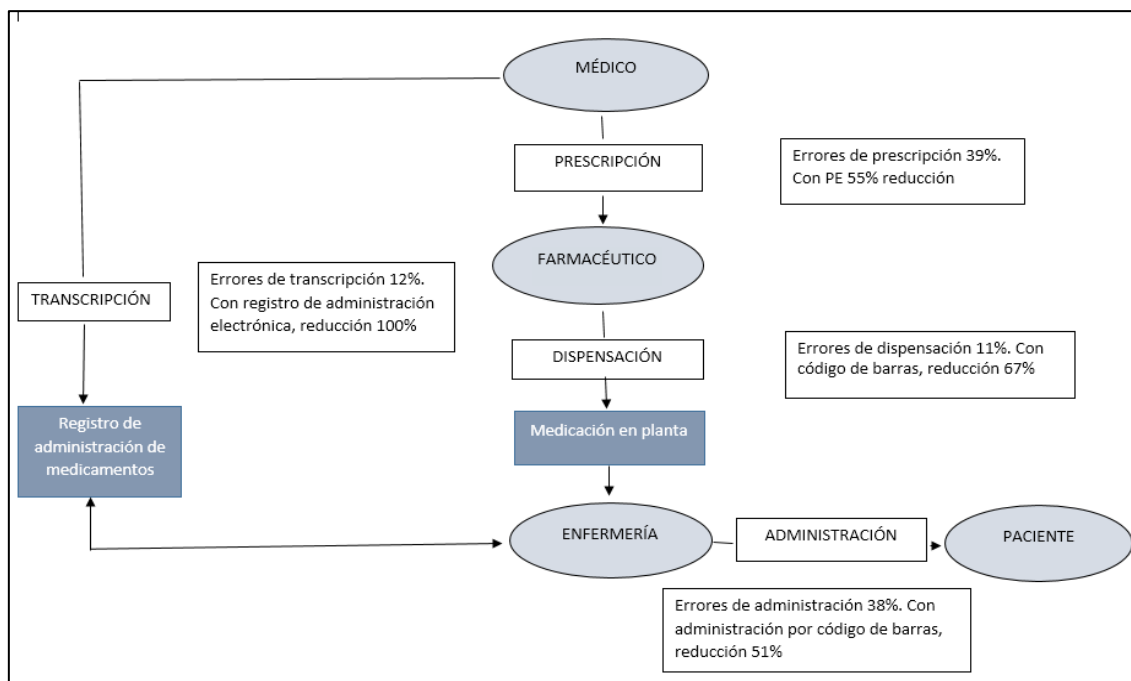 MÉDICO
PRESCRIPCIÓN
Errores de prescripción 39%.
Con PE 55% reducción
FARMACÉUTICO
Errores de transcripción 12%.
Con registro de administración
electrónica, reducción 100%
TRANSCRIPCIÓN
DISPENSACIÓN
Errores de dispensación 11%. Con
código de barras, reducción 67%
Registro de
administración de
medicamentos
Medicación en planta
ENFERMERÍA
ADMINISTRACIÓN
PACIENTE
Errores de administración 38%. Con
administración por código de barras,
reducción 51%